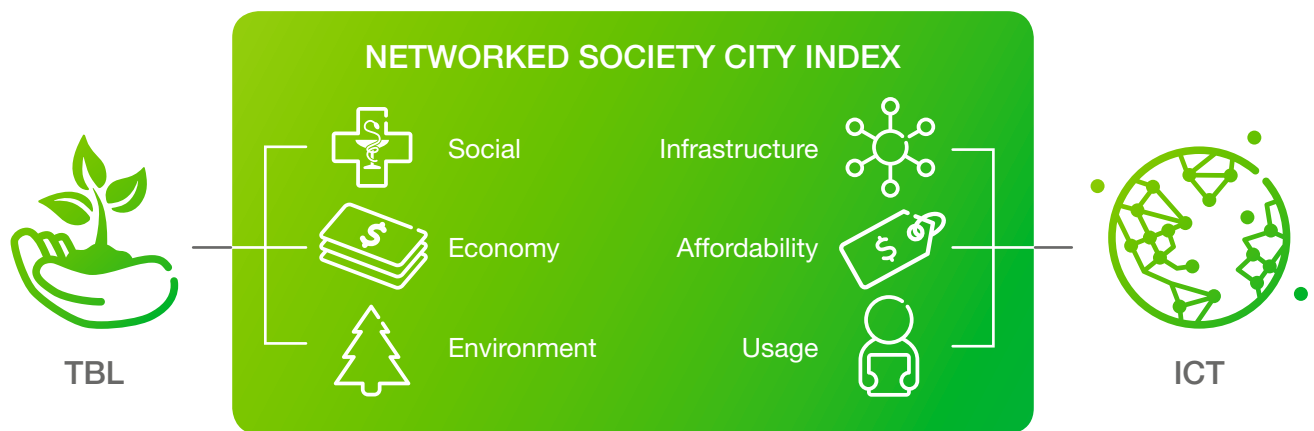 NETWORKED SOCIETY CITY INDEX
Social
Infrastructure
$
Economy
Affordability
$
Environment
Usage
TBL
ICT